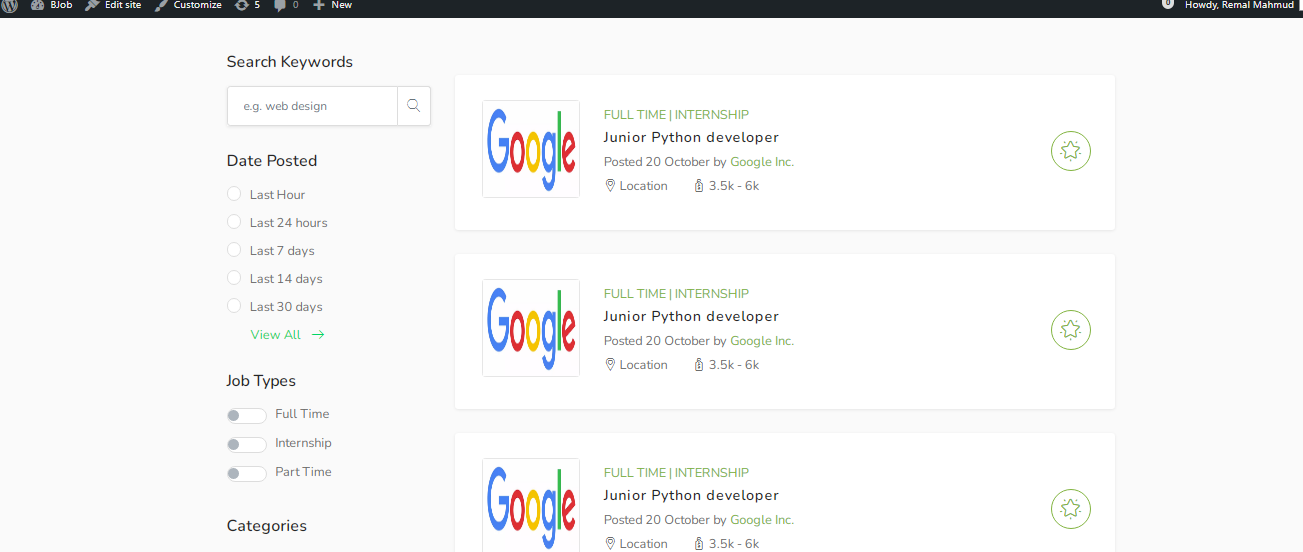 BJob Edit site Customize 5 0 New 0 Howdy, Remal Mahmud
Search Keywords
e.g. web design
Date Posted
Last Hour
Last 24 hours
Last 7 days
Last 14 days
Last 30 days
View All →
Job Types
Full Time
Internship
Part Time
Categories
Google
FULL TIME | INTERNSHIP
Junior Python developer
Posted 20 October by Google Inc.
Location 3.5k - 6k
Google
FULL TIME | INTERNSHIP
Junior Python developer
Posted 20 October by Google Inc.
Location 3.5k - 6k
Google
FULL TIME | INTERNSHIP
Junior Python developer
Posted 20 October by Google Inc.
Location 3.5k - 6k